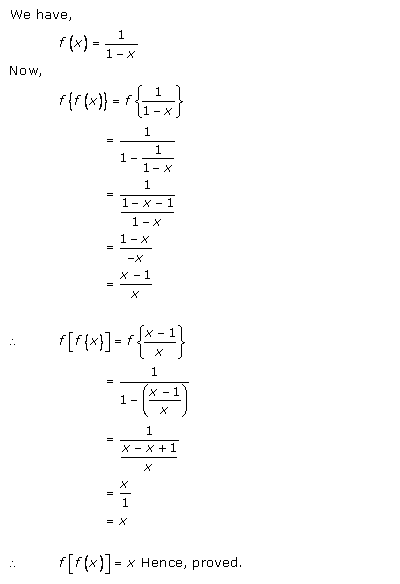 We have,
f(x) = 1/(1 − x)
Now,
f{f(x)} = f{1/(1 − x)}
= 1/(1 − 1/(1 − x))
= 1/((1 − x − 1)/(1 − x))
= (1 − x)/(−x)
= (x − 1)/x
∴ f[f{x}] = f{(x − 1)/x}
= 1/(1 − ((x − 1)/x))
= 1/((x − x + 1)/x)
= x/1
= x
∴ f[f(x)] = x Hence, proved.